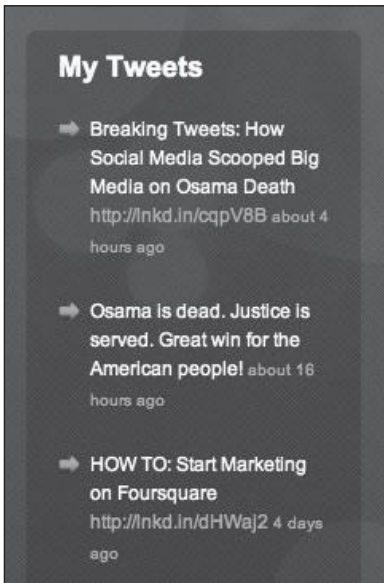 My Tweets
Breaking Tweets: How
Social Media Scooped Big
Media on Osama Death
http://lnkd.in/cqpV8B about 4
hours ago
Osama is dead. Justice is
served. Great win for the
American people! about 16
hours ago
HOW TO: Start Marketing
on Foursquare
http://lnkd.in/dHWaj2 4 days
ago